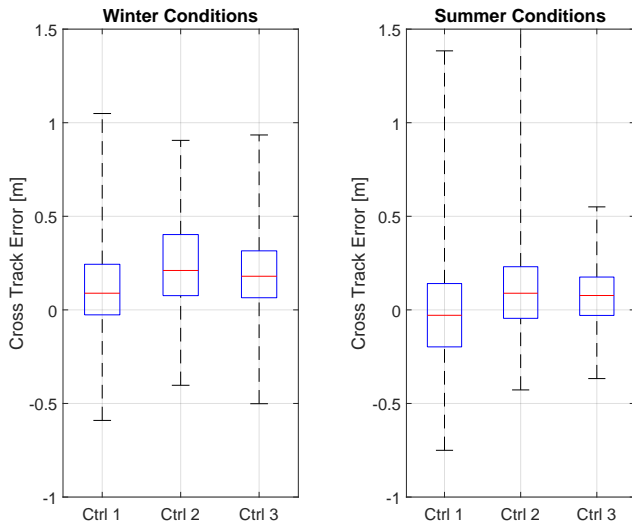 Winter Conditions
Cross Track Error [m]
1.5
1
0.5
0
-0.5
-1
Ctrl 1 Ctrl 2 Ctrl 3
Summer Conditions
Cross Track Error [m]
1.5
1
0.5
0
-0.5
-1
Ctrl 1 Ctrl 2 Ctrl 3